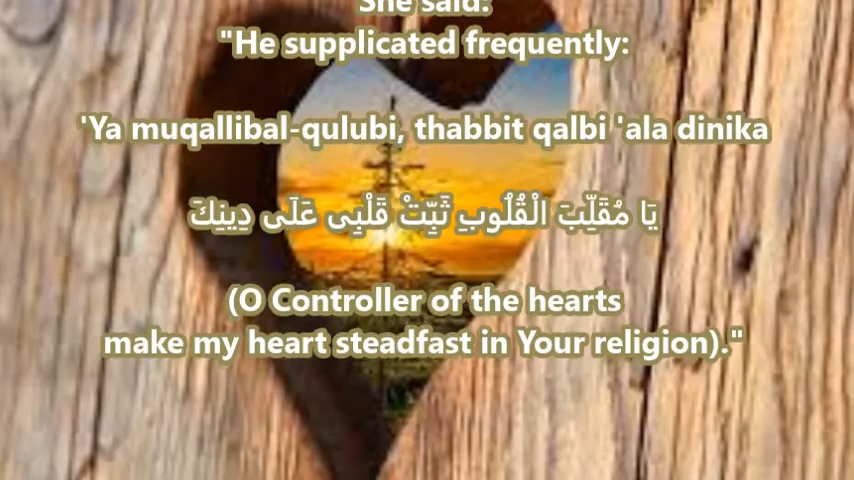 She said:
"He supplicated frequently:
'Ya muqallibal-qulubi, thabbit qalbi 'ala dinika
يَا مُقَلِّبَ الْقُلُوبِ ثَبِّتْ قَلْبِى عَلَى دِينِكَ
(O Controller of the hearts
make my heart steadfast in Your religion)."